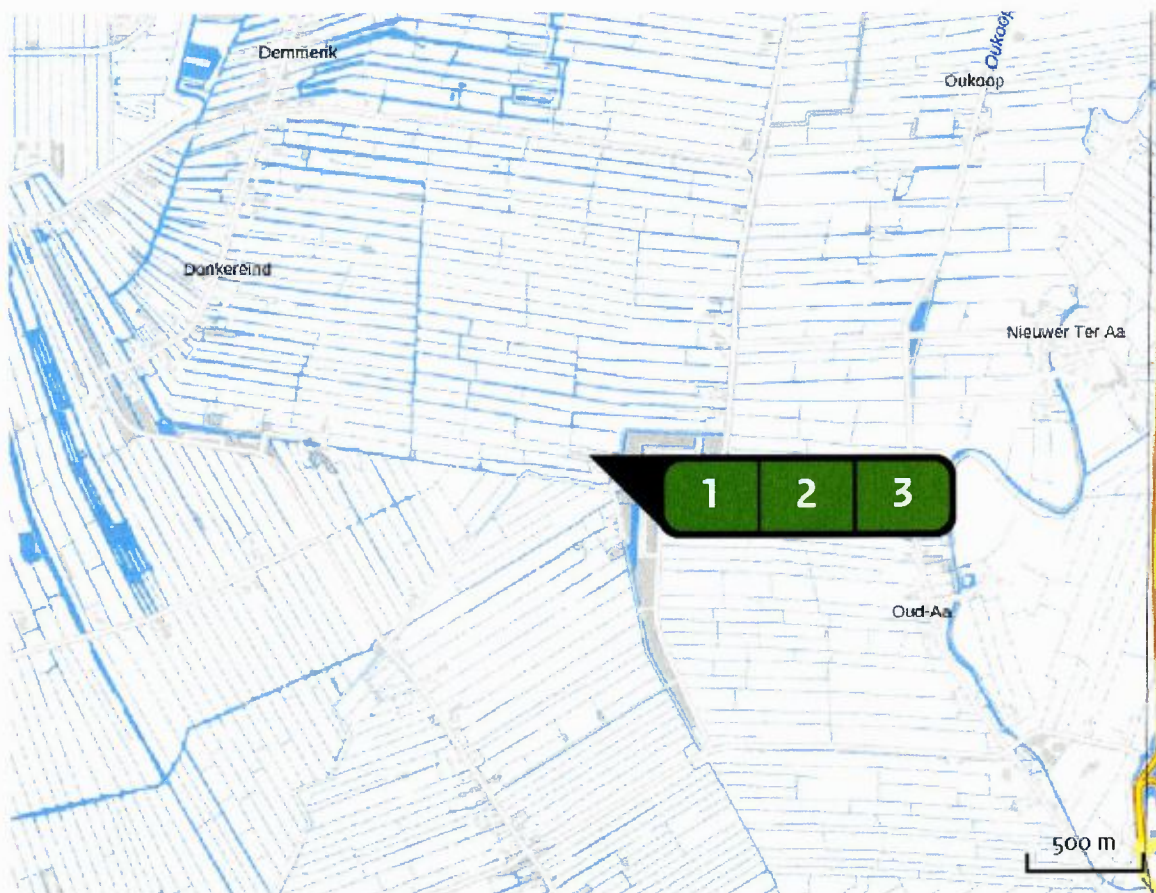 Demmerik
Oukoop
Oukoop
Donkereind
Nieuwer Ter Aa
1 2 3
Oud-Aa
500 m